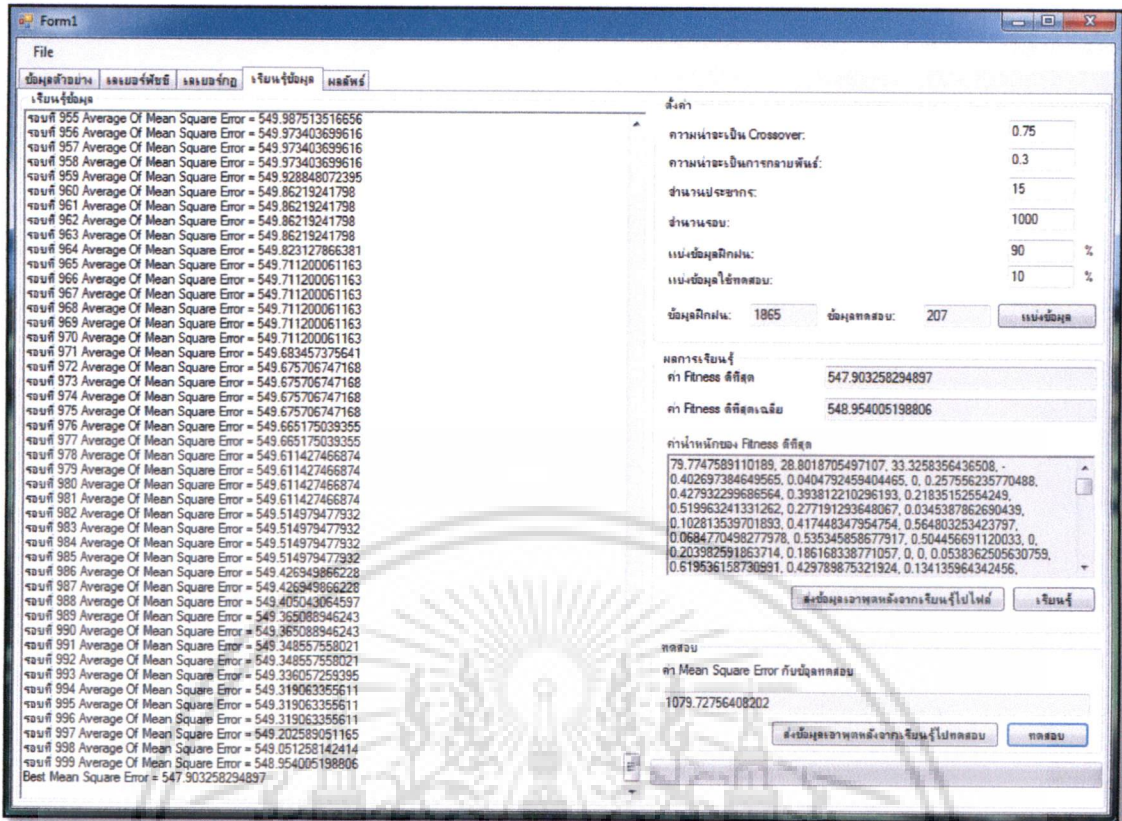 Form1
File
ข้อมูลตัวอย่าง เลเยอร์ฟัซซี เลเยอร์กฏ เรียนรู้ข้อมูล ผลลัพธ์
เรียนรู้ข้อมูล
รอบที่ 955 Average Of Mean Square Error = 549.987513516656
รอบที่ 956 Average Of Mean Square Error = 549.973403699616
รอบที่ 957 Average Of Mean Square Error = 549.973403699616
รอบที่ 958 Average Of Mean Square Error = 549.973403699616
รอบที่ 959 Average Of Mean Square Error = 549.928848072395
รอบที่ 960 Average Of Mean Square Error = 549.86219241798
รอบที่ 961 Average Of Mean Square Error = 549.86219241798
รอบที่ 962 Average Of Mean Square Error = 549.86219241798
รอบที่ 963 Average Of Mean Square Error = 549.86219241798
รอบที่ 964 Average Of Mean Square Error = 549.823127866381
รอบที่ 965 Average Of Mean Square Error = 549.711200061163
รอบที่ 966 Average Of Mean Square Error = 549.711200061163
รอบที่ 967 Average Of Mean Square Error = 549.711200061163
รอบที่ 968 Average Of Mean Square Error = 549.711200061163
รอบที่ 969 Average Of Mean Square Error = 549.711200061163
รอบที่ 970 Average Of Mean Square Error = 549.711200061163
รอบที่ 971 Average Of Mean Square Error = 549.683457375641
รอบที่ 972 Average Of Mean Square Error = 549.675706747168
รอบที่ 973 Average Of Mean Square Error = 549.675706747168
รอบที่ 974 Average Of Mean Square Error = 549.675706747168
รอบที่ 975 Average Of Mean Square Error = 549.675706747168
รอบที่ 976 Average Of Mean Square Error = 549.665175039355
รอบที่ 977 Average Of Mean Square Error = 549.665175039355
รอบที่ 978 Average Of Mean Square Error = 549.611427466874
รอบที่ 979 Average Of Mean Square Error = 549.611427466874
รอบที่ 980 Average Of Mean Square Error = 549.611427466874
รอบที่ 981 Average Of Mean Square Error = 549.611427466874
รอบที่ 982 Average Of Mean Square Error = 549.514979477932
รอบที่ 983 Average Of Mean Square Error = 549.514979477932
รอบที่ 984 Average Of Mean Square Error = 549.514979477932
รอบที่ 985 Average Of Mean Square Error = 549.514979477932
รอบที่ 986 Average Of Mean Square Error = 549.426949866228
รอบที่ 987 Average Of Mean Square Error = 549.426949866228
รอบที่ 988 Average Of Mean Square Error = 549.405043064597
รอบที่ 989 Average Of Mean Square Error = 549.365088946243
รอบที่ 990 Average Of Mean Square Error = 549.365088946243
รอบที่ 991 Average Of Mean Square Error = 549.348557558021
รอบที่ 992 Average Of Mean Square Error = 549.348557558021
รอบที่ 993 Average Of Mean Square Error = 549.336057259395
รอบที่ 994 Average Of Mean Square Error = 549.319063355611
รอบที่ 995 Average Of Mean Square Error = 549.319063355611
รอบที่ 996 Average Of Mean Square Error = 549.319063355611
รอบที่ 997 Average Of Mean Square Error = 549.202589051165
รอบที่ 998 Average Of Mean Square Error = 549.051258142414
รอบที่ 999 Average Of Mean Square Error = 548.954005198806
Best Mean Square Error = 547.903258294897
ตั้งค่า
ความน่าจะเป็น Crossover: 0.75
ความน่าจะเป็นการกลายพันธ์: 0.3
จำนวนประชากร: 15
จำนวนรอบ: 1000
แบ่งข้อมูลฝึกฝน: 90 %
แบ่งข้อมูลใช้ทดสอบ: 10 %
ข้อมูลฝึกฝน: 1865 ข้อมูลทดสอบ: 207 แบ่งข้อมูล
ผลการเรียนรู้
ค่า Fitness ดีที่สุด 547.903258294897
ค่า Fitness ดีที่สุดเฉลี่ย 548.954005198806
ค่าน้ำหนักของ Fitness ดีที่สุด
79.7747589110189, 28.8018705497107, 33.3258356436508, -
0.402697384649565, 0.0404792459404465, 0, 0.257556235770488,
0.427932299686564, 0.393812210296193, 0.21835152554249,
0.519963241331262, 0.277191293648067, 0.0345387862690439,
0.102813539701893, 0.417448347954754, 0.564803253423797,
0.0684770498277978, 0.535345858677917, 0.504456691120033, 0,
0.203982591863714, 0.186168338771057, 0, 0, 0.0538362505630759,
0.619536158730991, 0.429789875321924, 0.134135964342456,
ส่งข้อมูลเอาพุตหลังจากเรียนรู้ไปไฟล์ เรียนรู้
ทดสอบ
ค่า Mean Square Error กับข้อมูลทดสอบ
1079.72756408202
ส่งข้อมูลเอาพุตหลังจากเรียนรู้ไปทดสอบ ทดสอบ